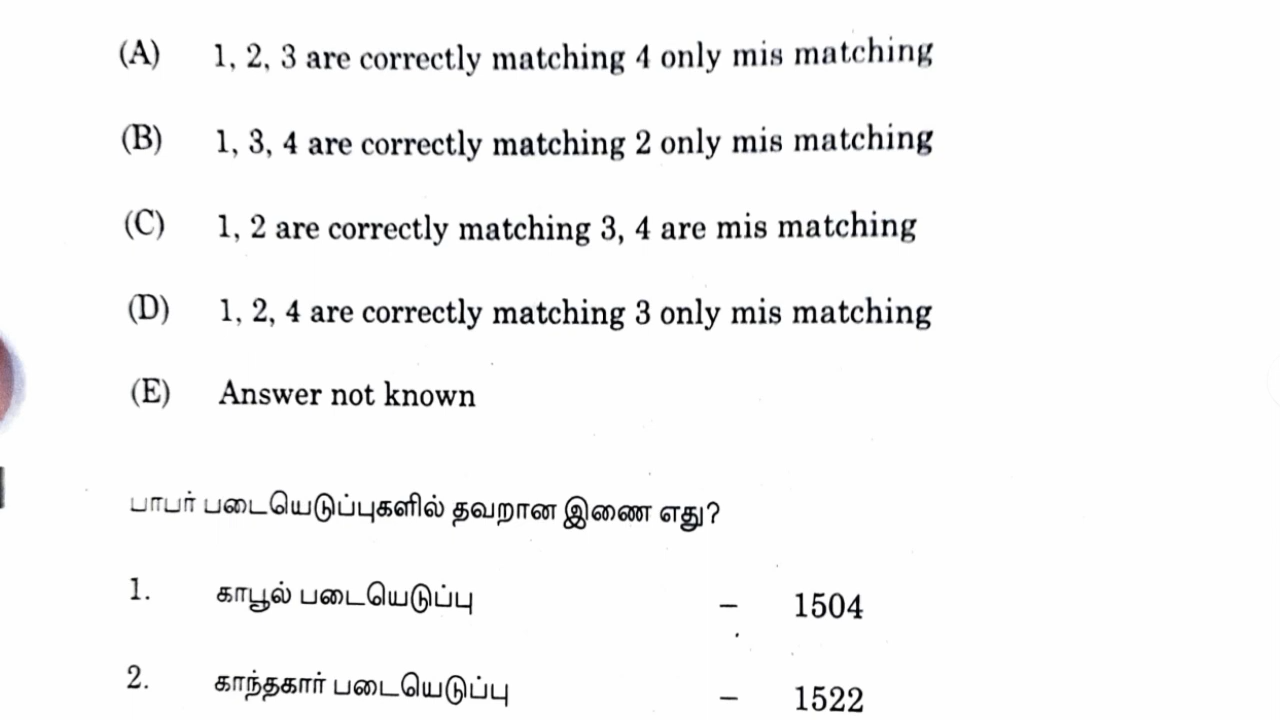 (A) 1, 2, 3 are correctly matching 4 only mis matching
(B) 1, 3, 4 are correctly matching 2 only mis matching
(C) 1, 2 are correctly matching 3, 4 are mis matching
(D) 1, 2, 4 are correctly matching 3 only mis matching
(E) Answer not known
பாபர் படையெடுப்புகளில் தவறான இணை எது?
1. காபூல் படையெடுப்பு – 1504
2. காந்தகார் படையெடுப்பு – 1522